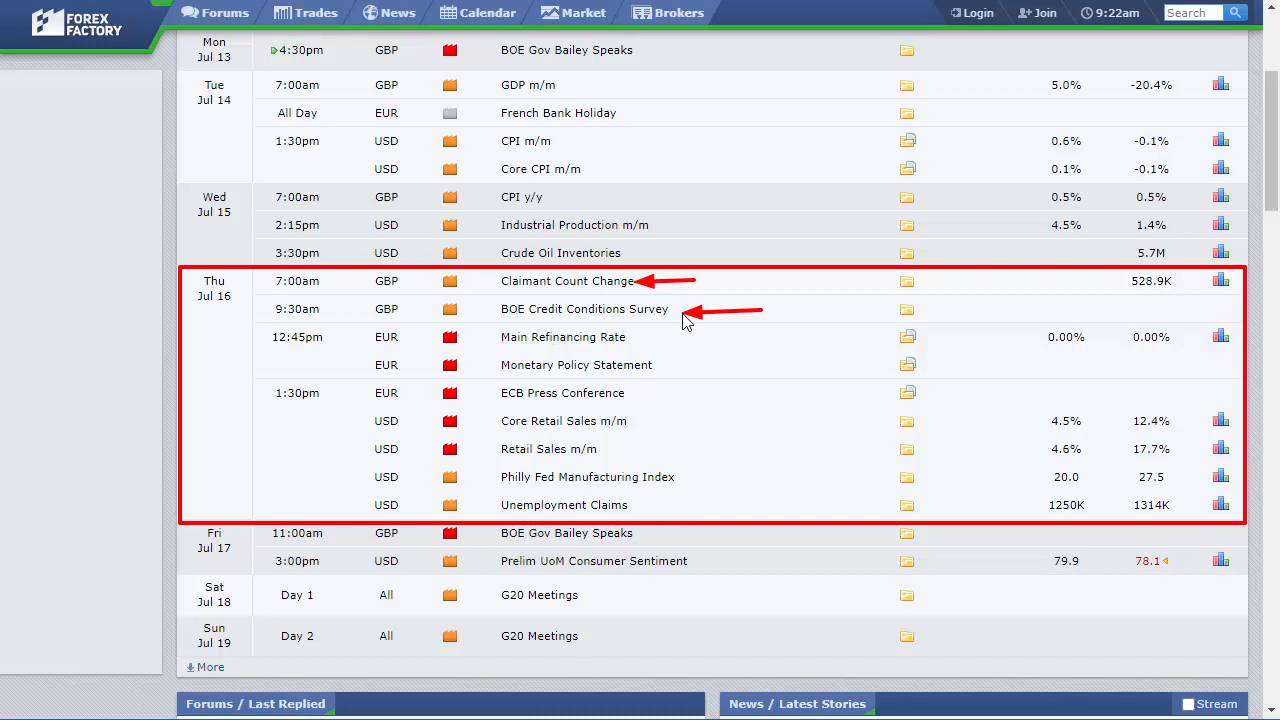 FOREX FACTORY Forums Trades News Calendar Market Brokers Login Join 9:22am Search
Mon Jul 13 4:30pm GBP BOE Gov Bailey Speaks
Tue Jul 14 7:00am GBP GDP m/m 5.0% -20.4%
All Day EUR French Bank Holiday
1:30pm USD CPI m/m 0.6% -0.1%
USD Core CPI m/m 0.1% -0.1%
Wed Jul 15 7:00am GBP CPI y/y 0.5% 0.5%
2:15pm USD Industrial Production m/m 4.5% 1.4%
3:30pm USD Crude Oil Inventories 5.7M
Thu Jul 16 7:00am GBP Claimant Count Change 528.9K
9:30am GBP BOE Credit Conditions Survey
12:45pm EUR Main Refinancing Rate 0.00% 0.00%
EUR Monetary Policy Statement
1:30pm EUR ECB Press Conference
USD Core Retail Sales m/m 4.5% 12.4%
USD Retail Sales m/m 4.6% 17.7%
USD Philly Fed Manufacturing Index 20.0 27.5
USD Unemployment Claims 1250K 1314K
Fri Jul 17 11:00am GBP BOE Gov Bailey Speaks
3:00pm USD Prelim UoM Consumer Sentiment 79.9 78.1
Sat Jul 18 Day 1 All G20 Meetings
Sun Jul 19 Day 2 All G20 Meetings
More
Forums / Last Replied News / Latest Stories Stream